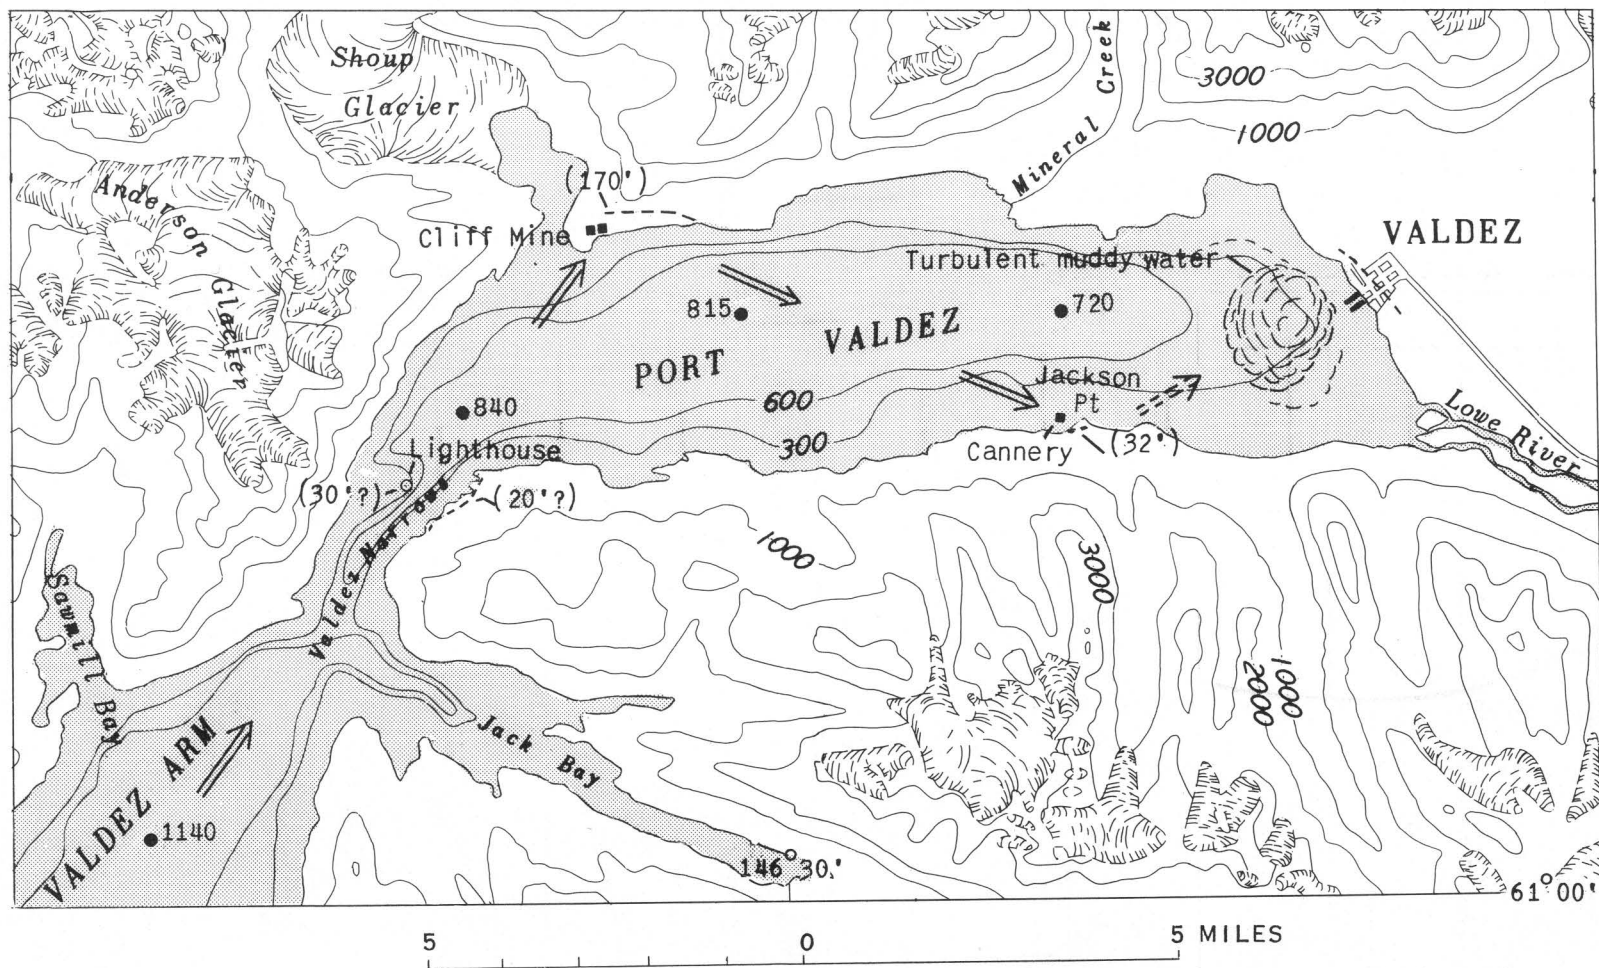 Shoup
Glacier
Mineral Creek
3000
1000
Anderson
Glacier
(170')
Cliff Mine
VALDEZ
Turbulent muddy water
815
720
PORT VALDEZ
840
Jackson
Pt
600
300
Cannery
(32')
Lowe River
Lighthouse
(30'?)
(20'?)
Valdez Narrows
1000
3000
Sawmill Bay
2000
1000
Jack Bay
VALDEZ ARM
1140
146° 30.'
61°00'
5 0 5 MILES